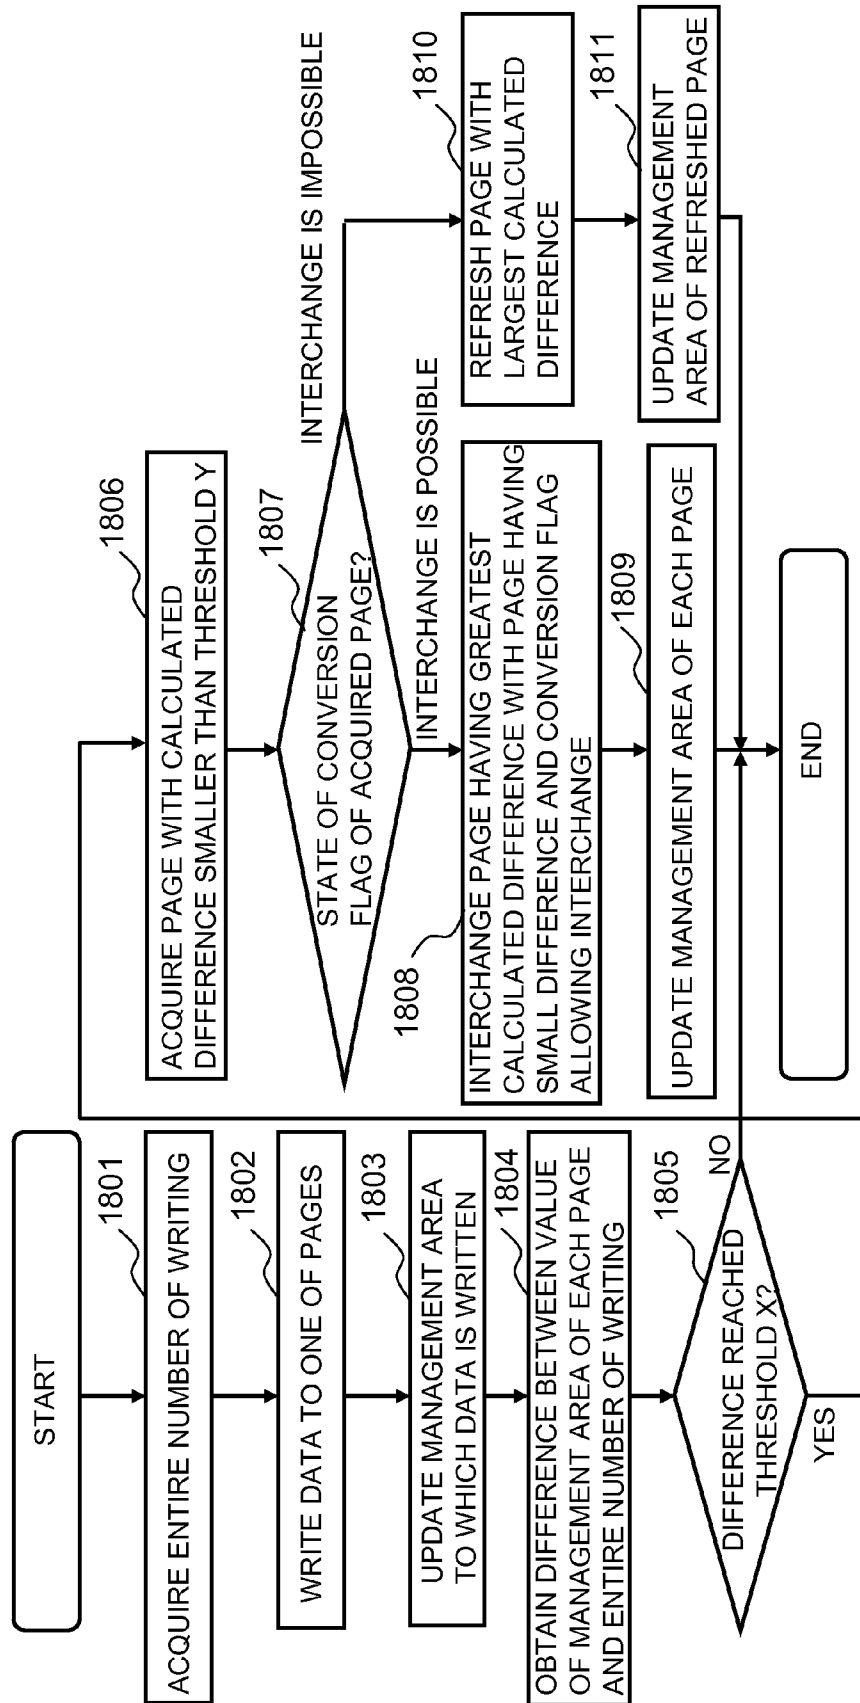 START
1801
ACQUIRE ENTIRE NUMBER OF WRITING
1802
WRITE DATA TO ONE OF PAGES
1803
UPDATE MANAGEMENT AREA
TO WHICH DATA IS WRITTEN
1804
OBTAIN DIFFERENCE BETWEEN VALUE
OF MANAGEMENT AREA OF EACH PAGE
AND ENTIRE NUMBER OF WRITING
1805
DIFFERENCE REACHED
THRESHOLD X?
NO
YES
1806
ACQUIRE PAGE WITH CALCULATED
DIFFERENCE SMALLER THAN THRESHOLD Y
1807
STATE OF CONVERSION
FLAG OF ACQUIRED PAGE?
INTERCHANGE IS IMPOSSIBLE
INTERCHANGE IS POSSIBLE
1808
INTERCHANGE PAGE HAVING GREATEST
CALCULATED DIFFERENCE WITH PAGE HAVING
SMALL DIFFERENCE AND CONVERSION FLAG
ALLOWING INTERCHANGE
1809
UPDATE MANAGEMENT AREA OF EACH PAGE
1810
REFRESH PAGE WITH
LARGEST CALCULATED
DIFFERENCE
1811
UPDATE MANAGEMENT
AREA OF REFRESHED PAGE
END